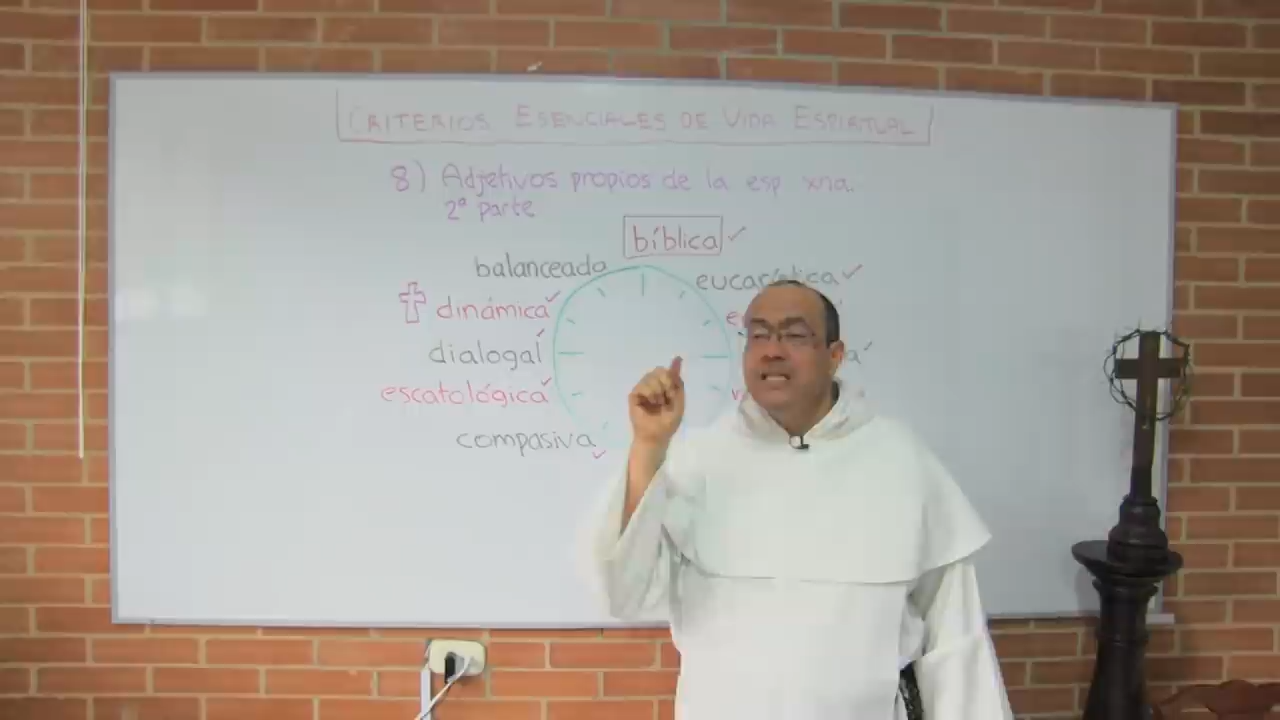 CRITERIOS ESENCIALES DE VIDA ESPIRITUAL
8) Adjetivos propios de la esp xna.
2ª parte
bíblica
balanceada
eucarística
dinámica
dialogal
escatológica
compasiva